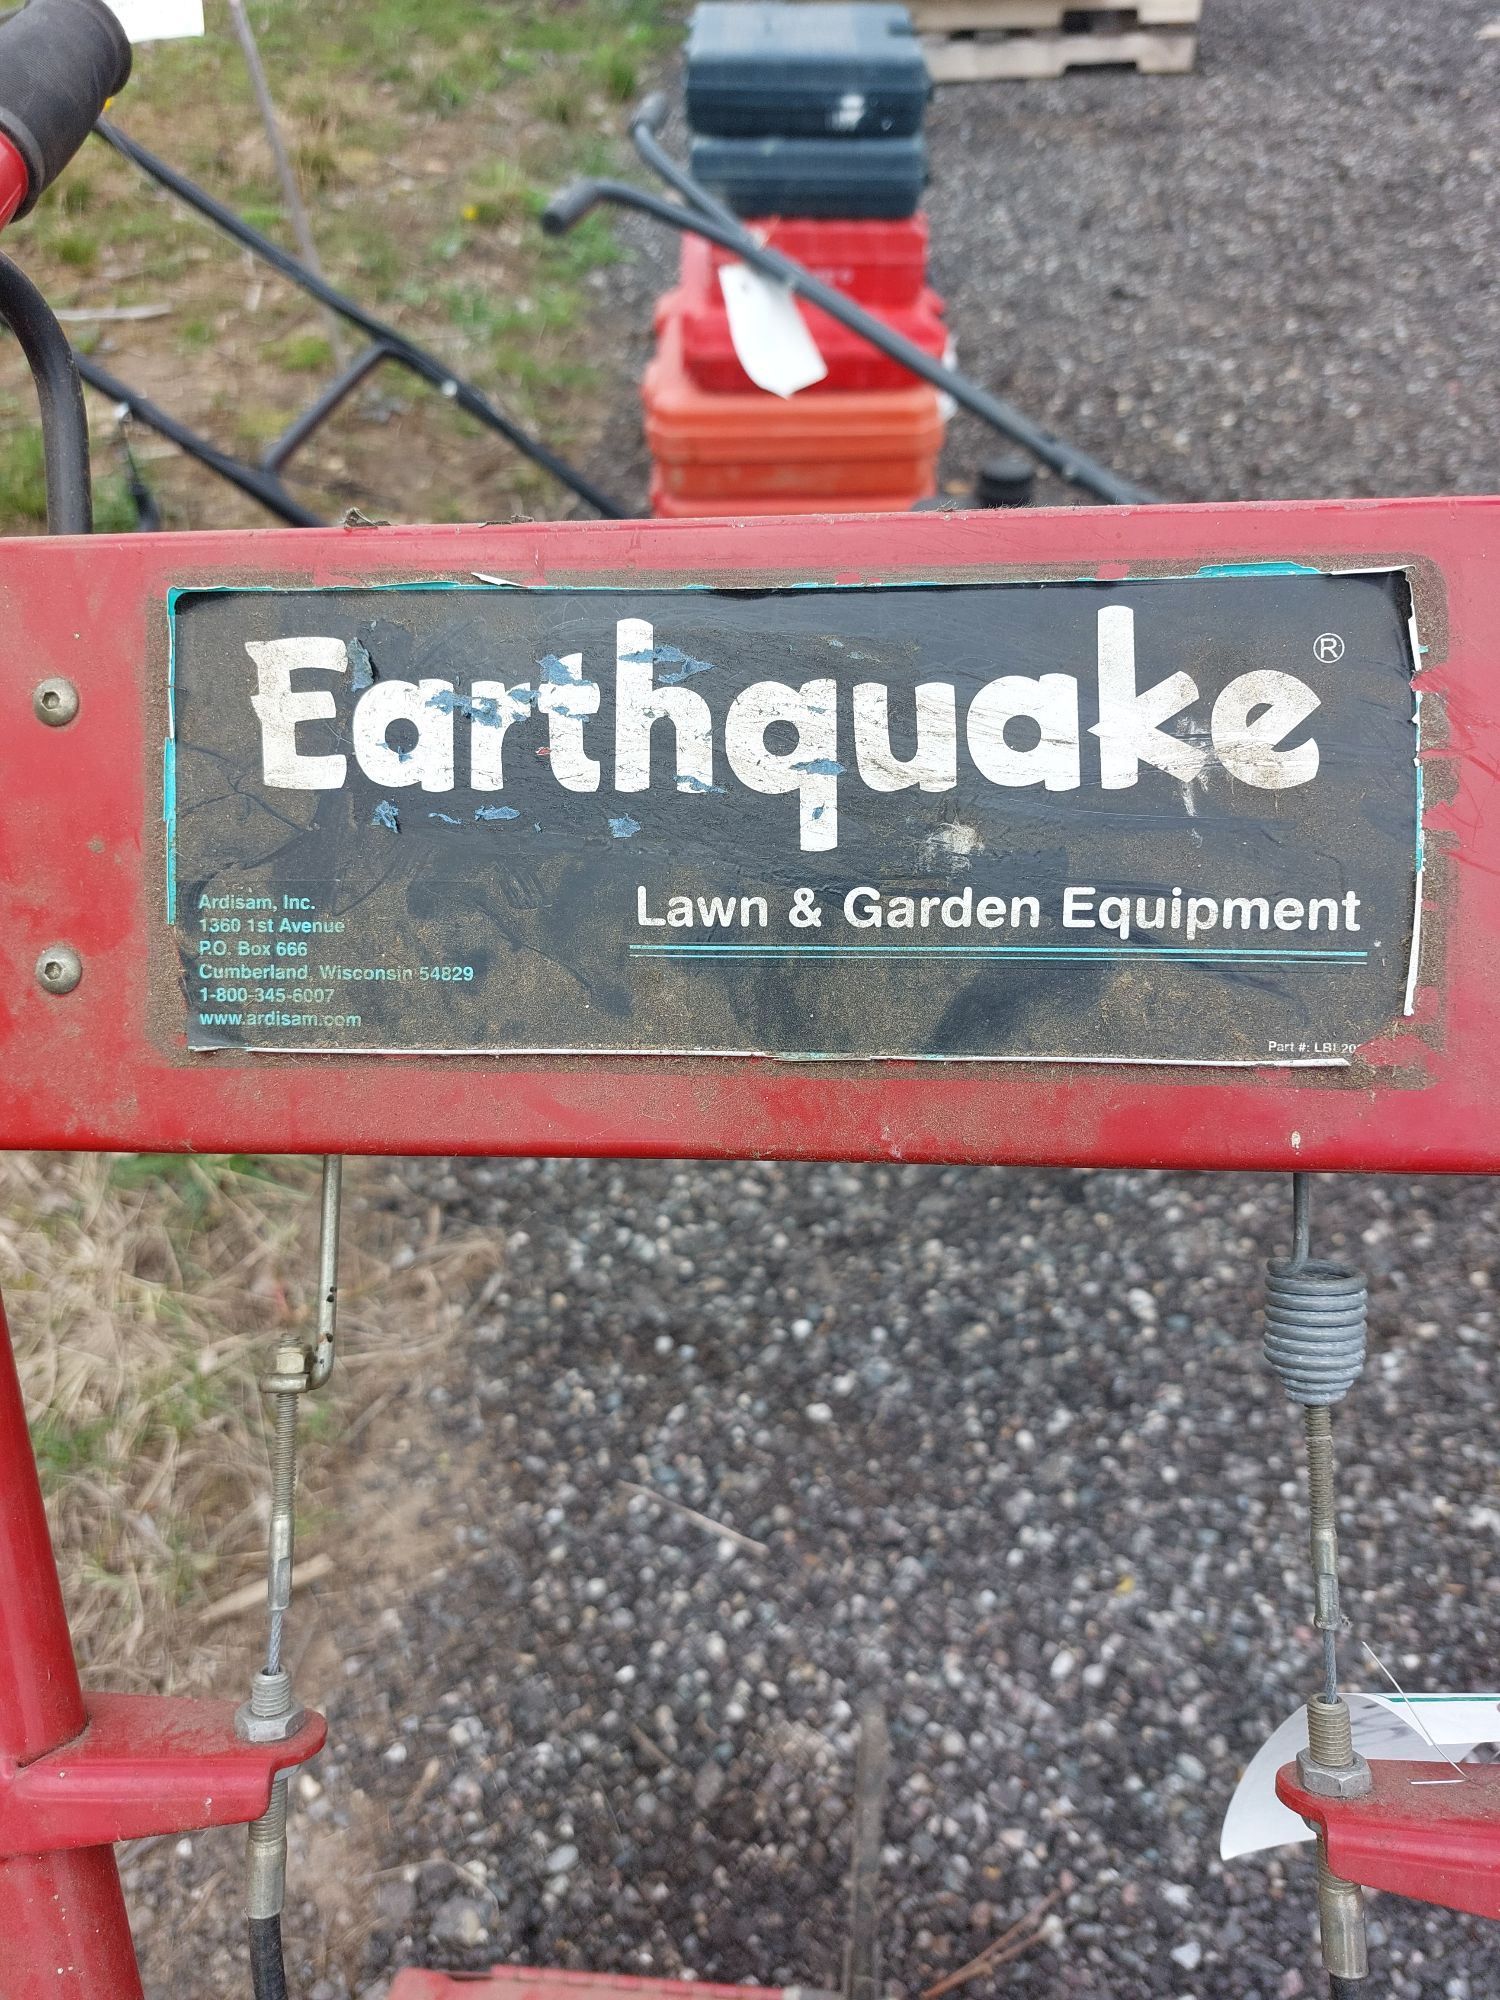 Earthquake®
Lawn & Garden Equipment
Ardisam, Inc.
1360 1st Avenue
P.O. Box 666
Cumberland, Wisconsin 54829
1-800-345-6007
www.ardisam.com
Part #: